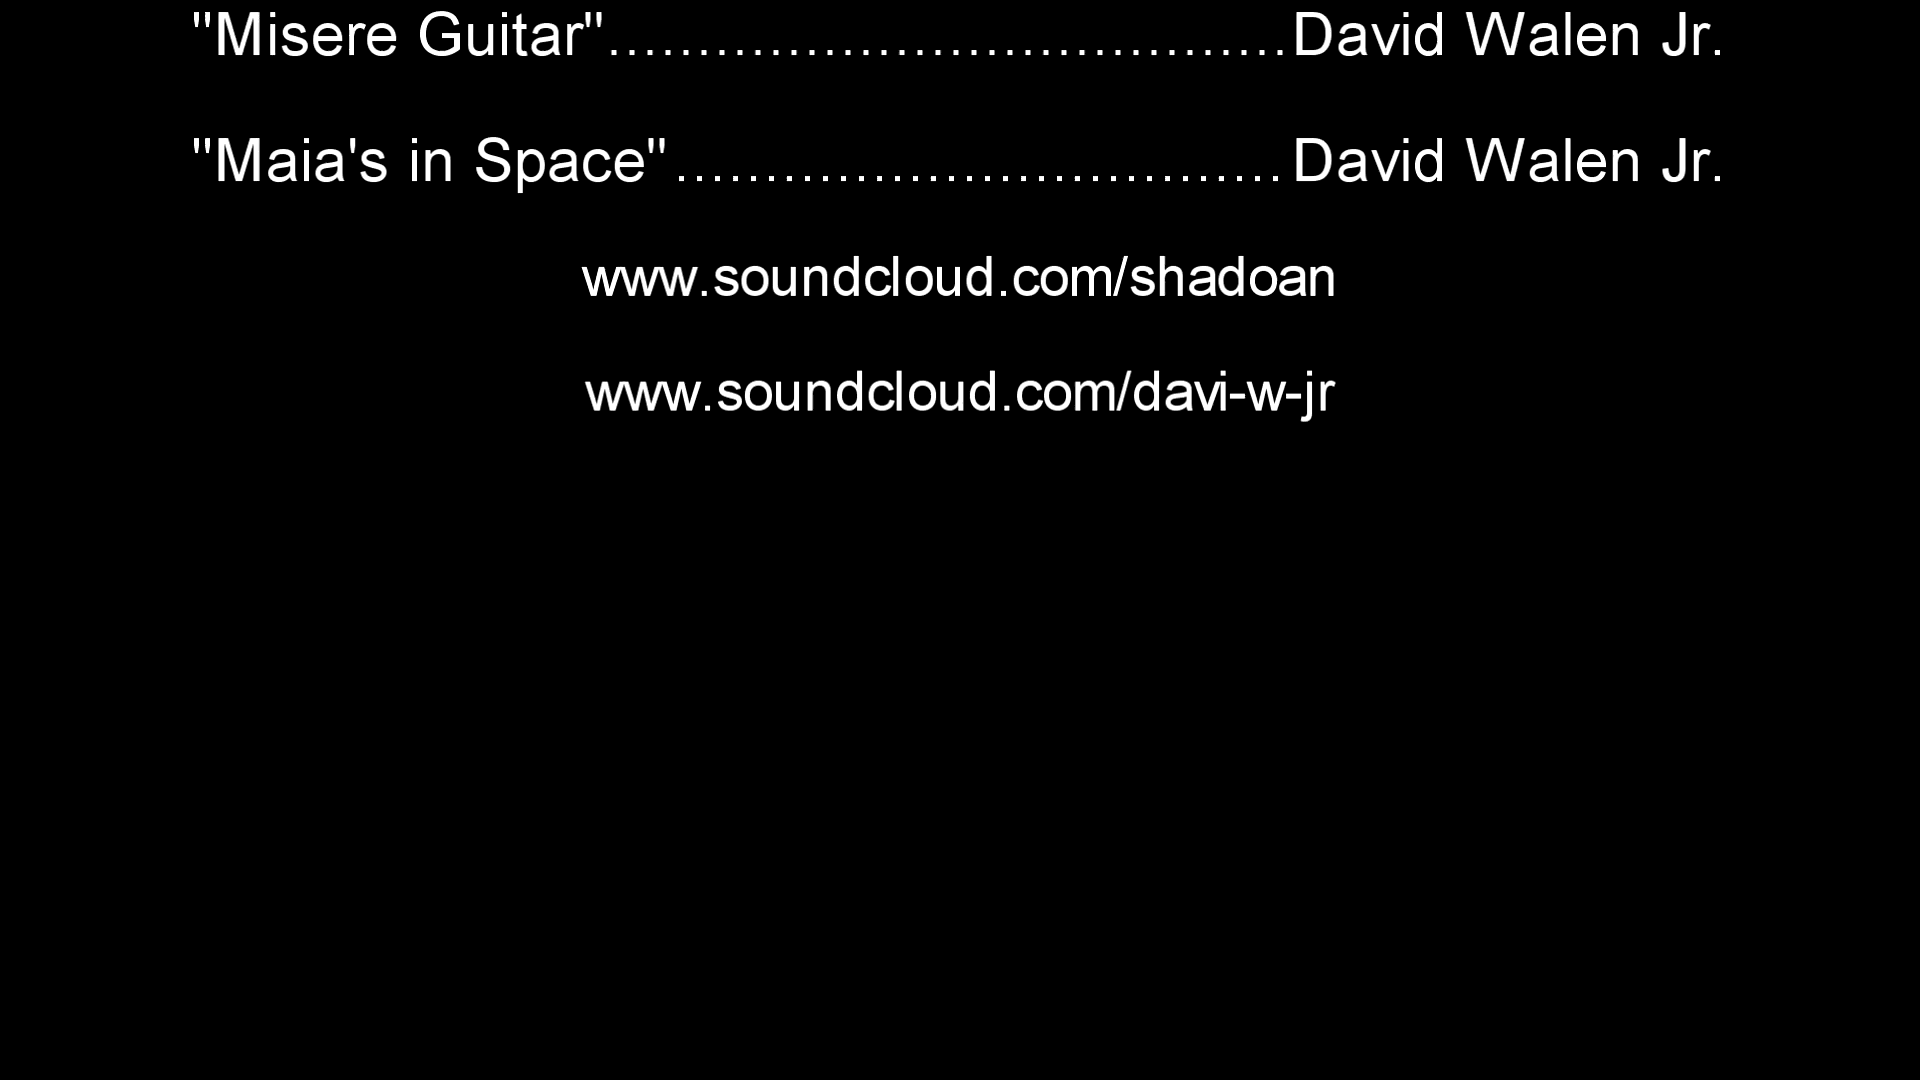 "Misere Guitar"......................................David Walen Jr.
"Maia's in Space"..................................David Walen Jr.
www.soundcloud.com/shadoan
www.soundcloud.com/davi-w-jr